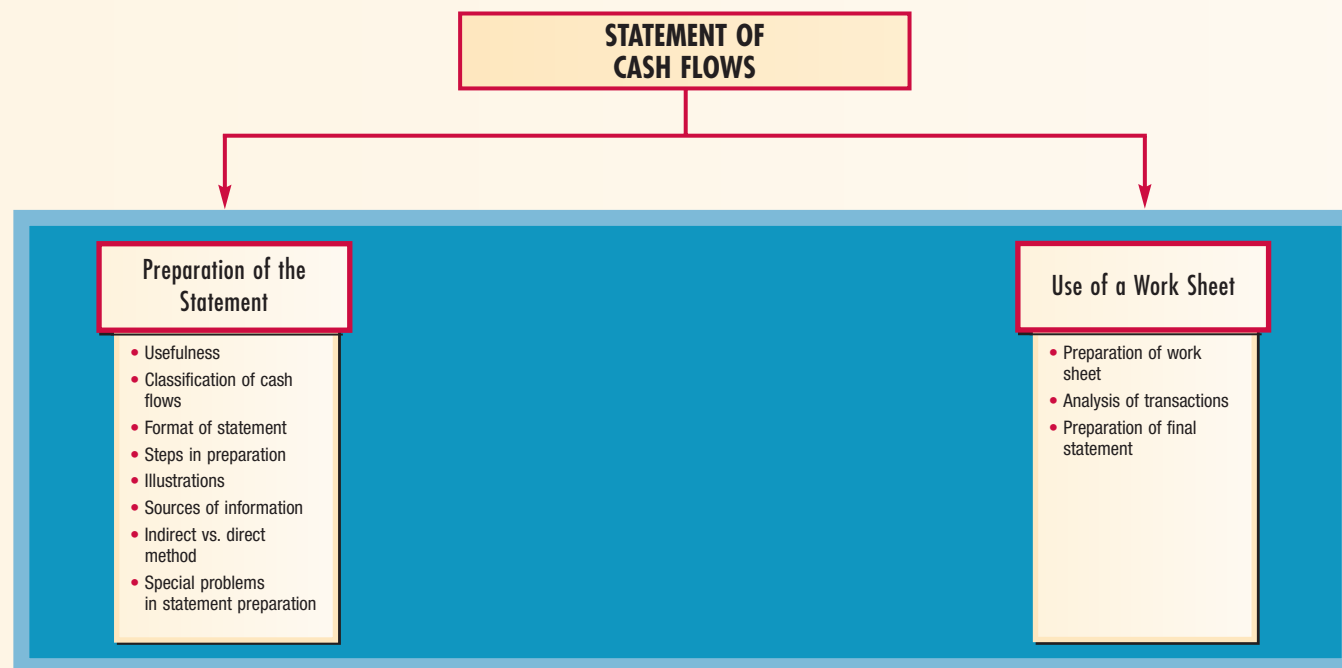 STATEMENT OF
CASH FLOWS
Preparation of the
Statement
• Usefulness
• Classification of cash
flows
• Format of statement
• Steps in preparation
• Illustrations
• Sources of information
• Indirect vs. direct
method
• Special problems
in statement preparation
Use of a Work Sheet
• Preparation of work
sheet
• Analysis of transactions
• Preparation of final
statement